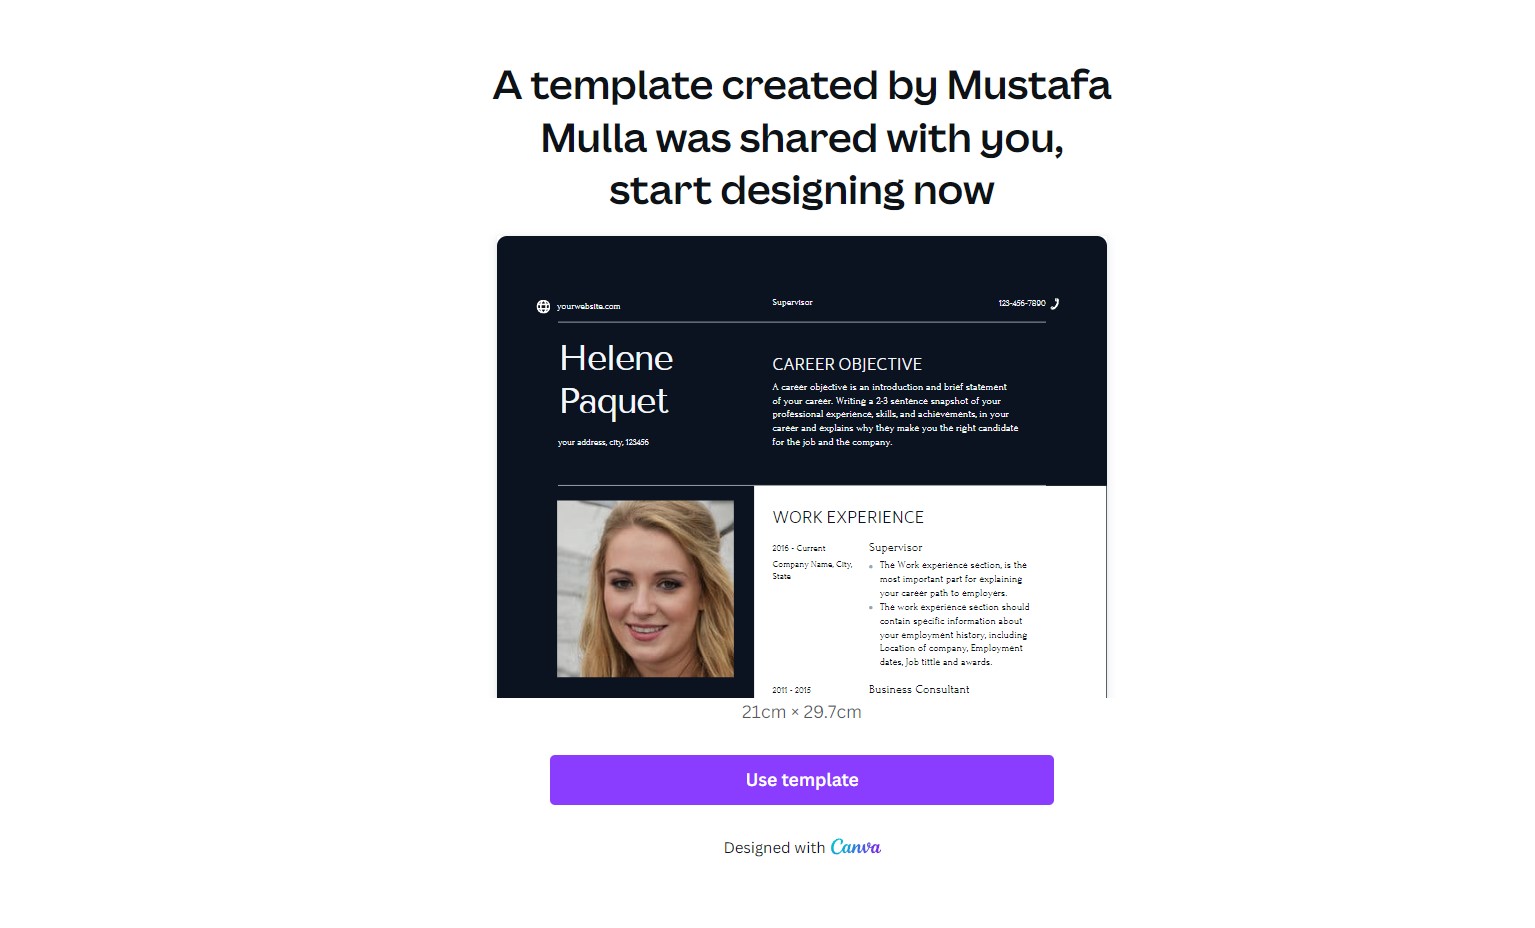 A template created by Mustafa
Mulla was shared with you,
start designing now
yourwebsite.com
Supervisor
123-456-7890
Helene
Paquet
your address, city, 123456
CAREER OBJECTIVE
A career objective is an introduction and brief statement
of your career. Writing a 2-3 sentence snapshot of your
professional experience, skills, and achievements, in your
career and explains why they make you the right candidate
for the job and the company.
WORK EXPERIENCE
2016 - Current
Company Name, City,
State
Supervisor
The Work experience section, is the
most important part for explaining
your career path to employers.
The work experience section should
contain specific information about
your employment history, including
Location of company, Employment
dates, Job tittle and awards.
2011 - 2015
Business Consultant
21cm × 29.7cm
Use template
Designed with Canva